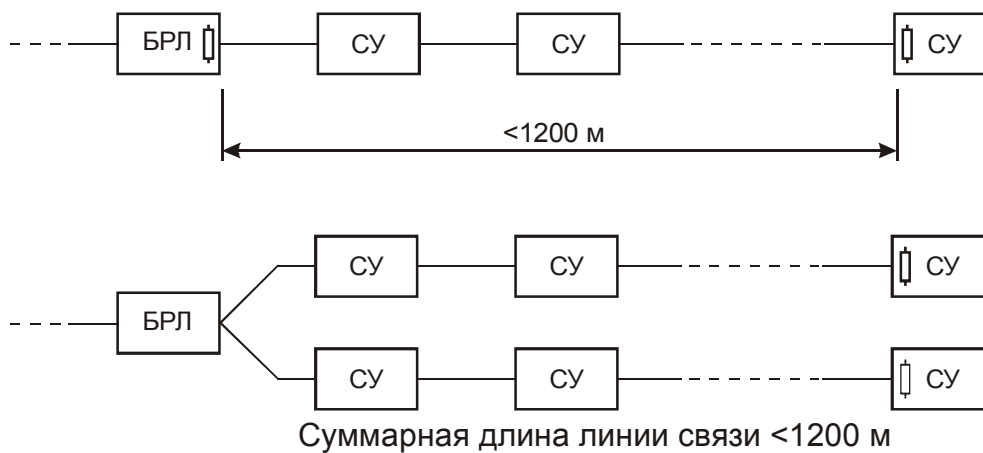 БРЛ СУ СУ СУ
<1200 м
СУ СУ СУ
БРЛ
СУ СУ СУ
Суммарная длина линии связи <1200 м